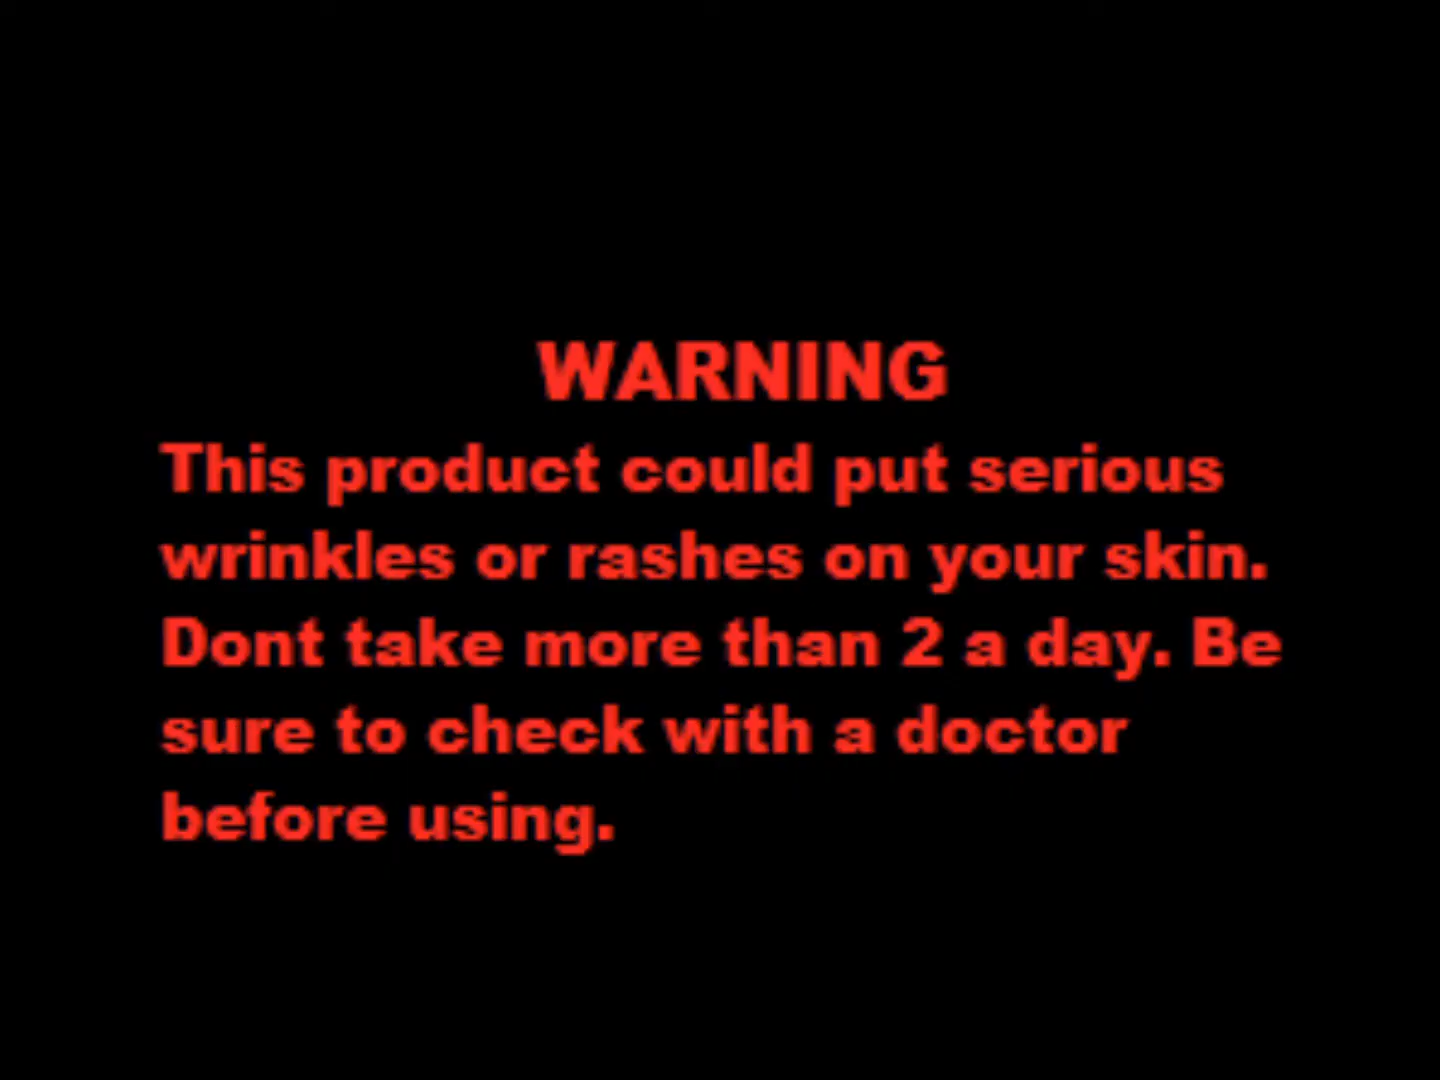 WARNING
This product could put serious
wrinkles or rashes on your skin.
Dont take more than 2 a day. Be
sure to check with a doctor
before using.